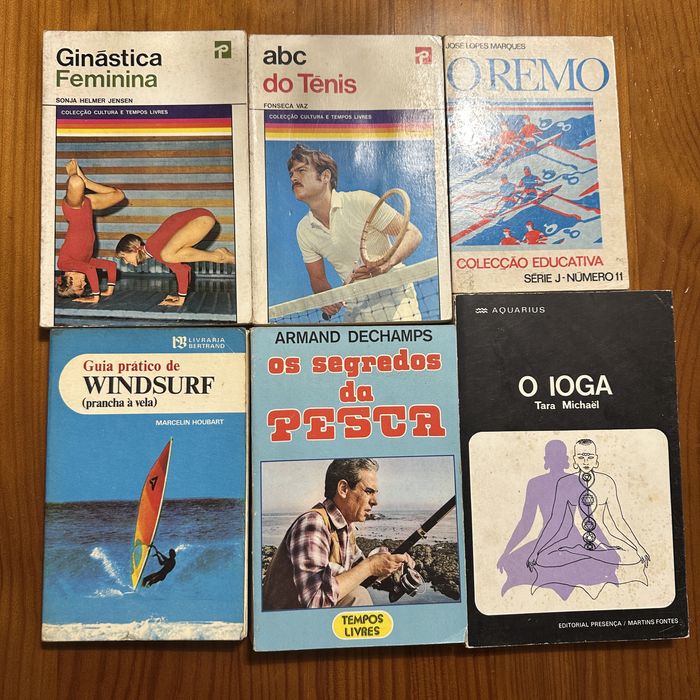 Ginástica
Feminina
SONJA HELMER JENSEN
COLECÇÃO CULTURA E TEMPOS LIVRES
abc
do Ténis
FONSECA VAZ
COLECÇÃO CULTURA E TEMPOS LIVRES
JOSÉ LOPES MARQUES
O REMO
COLECÇÃO EDUCATIVA
SÉRIE J - NÚMERO 11
LB LIVRARIA
BERTRAND
Guia prático de
WINDSURF
(prancha à vela)
MARCELIN HOUBART
ARMAND DECHAMPS
os segredos
da
PESCA
TEMPOS
LIVRES
AQUARIUS
O IOGA
Tara Michaël
EDITORIAL PRESENÇA / MARTINS FONTES